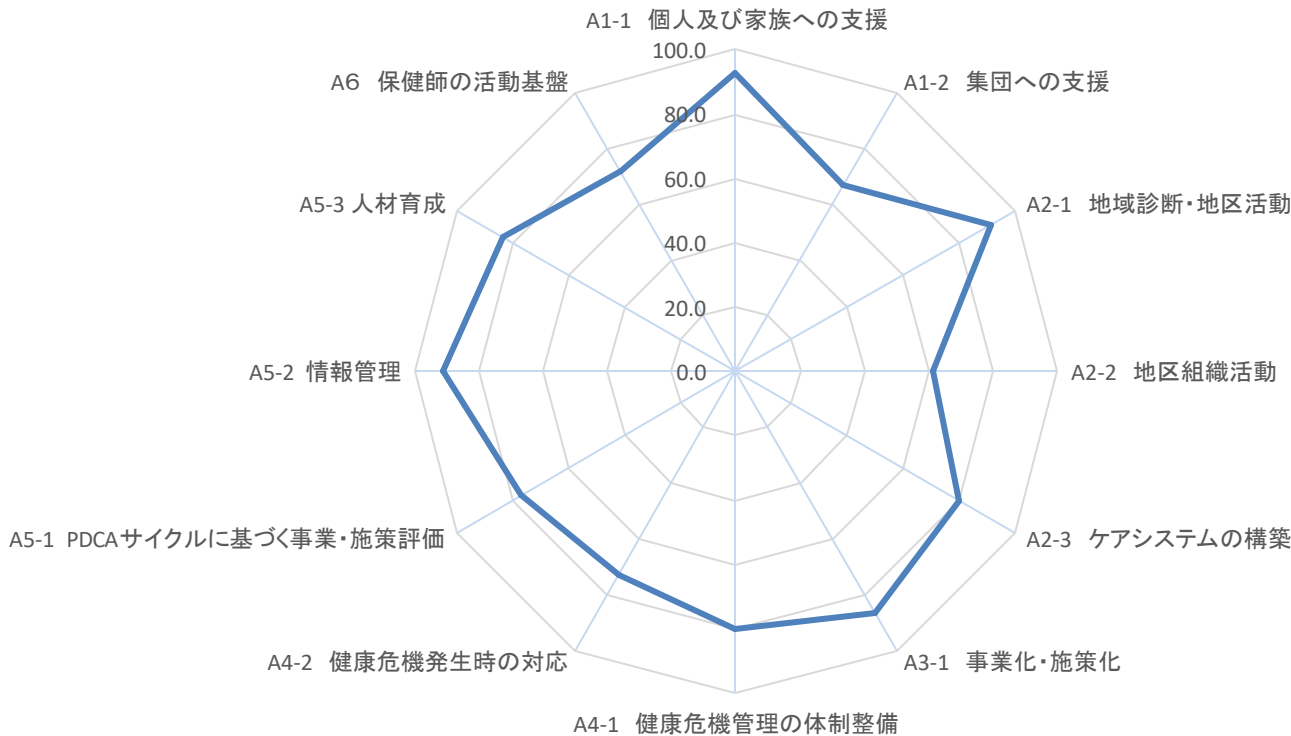 A1-1 個人及び家族への支援
A1-2 集団への支援
A2-1 地域診断・地区活動
A2-2 地区組織活動
A2-3 ケアシステムの構築
A3-1 事業化・施策化
A4-1 健康危機管理の体制整備
A4-2 健康危機発生時の対応
A5-1 PDCAサイクルに基づく事業・施策評価
A5-2 情報管理
A5-3 人材育成
A6 保健師の活動基盤
100.0
80.0
60.0
40.0
20.0
0.0